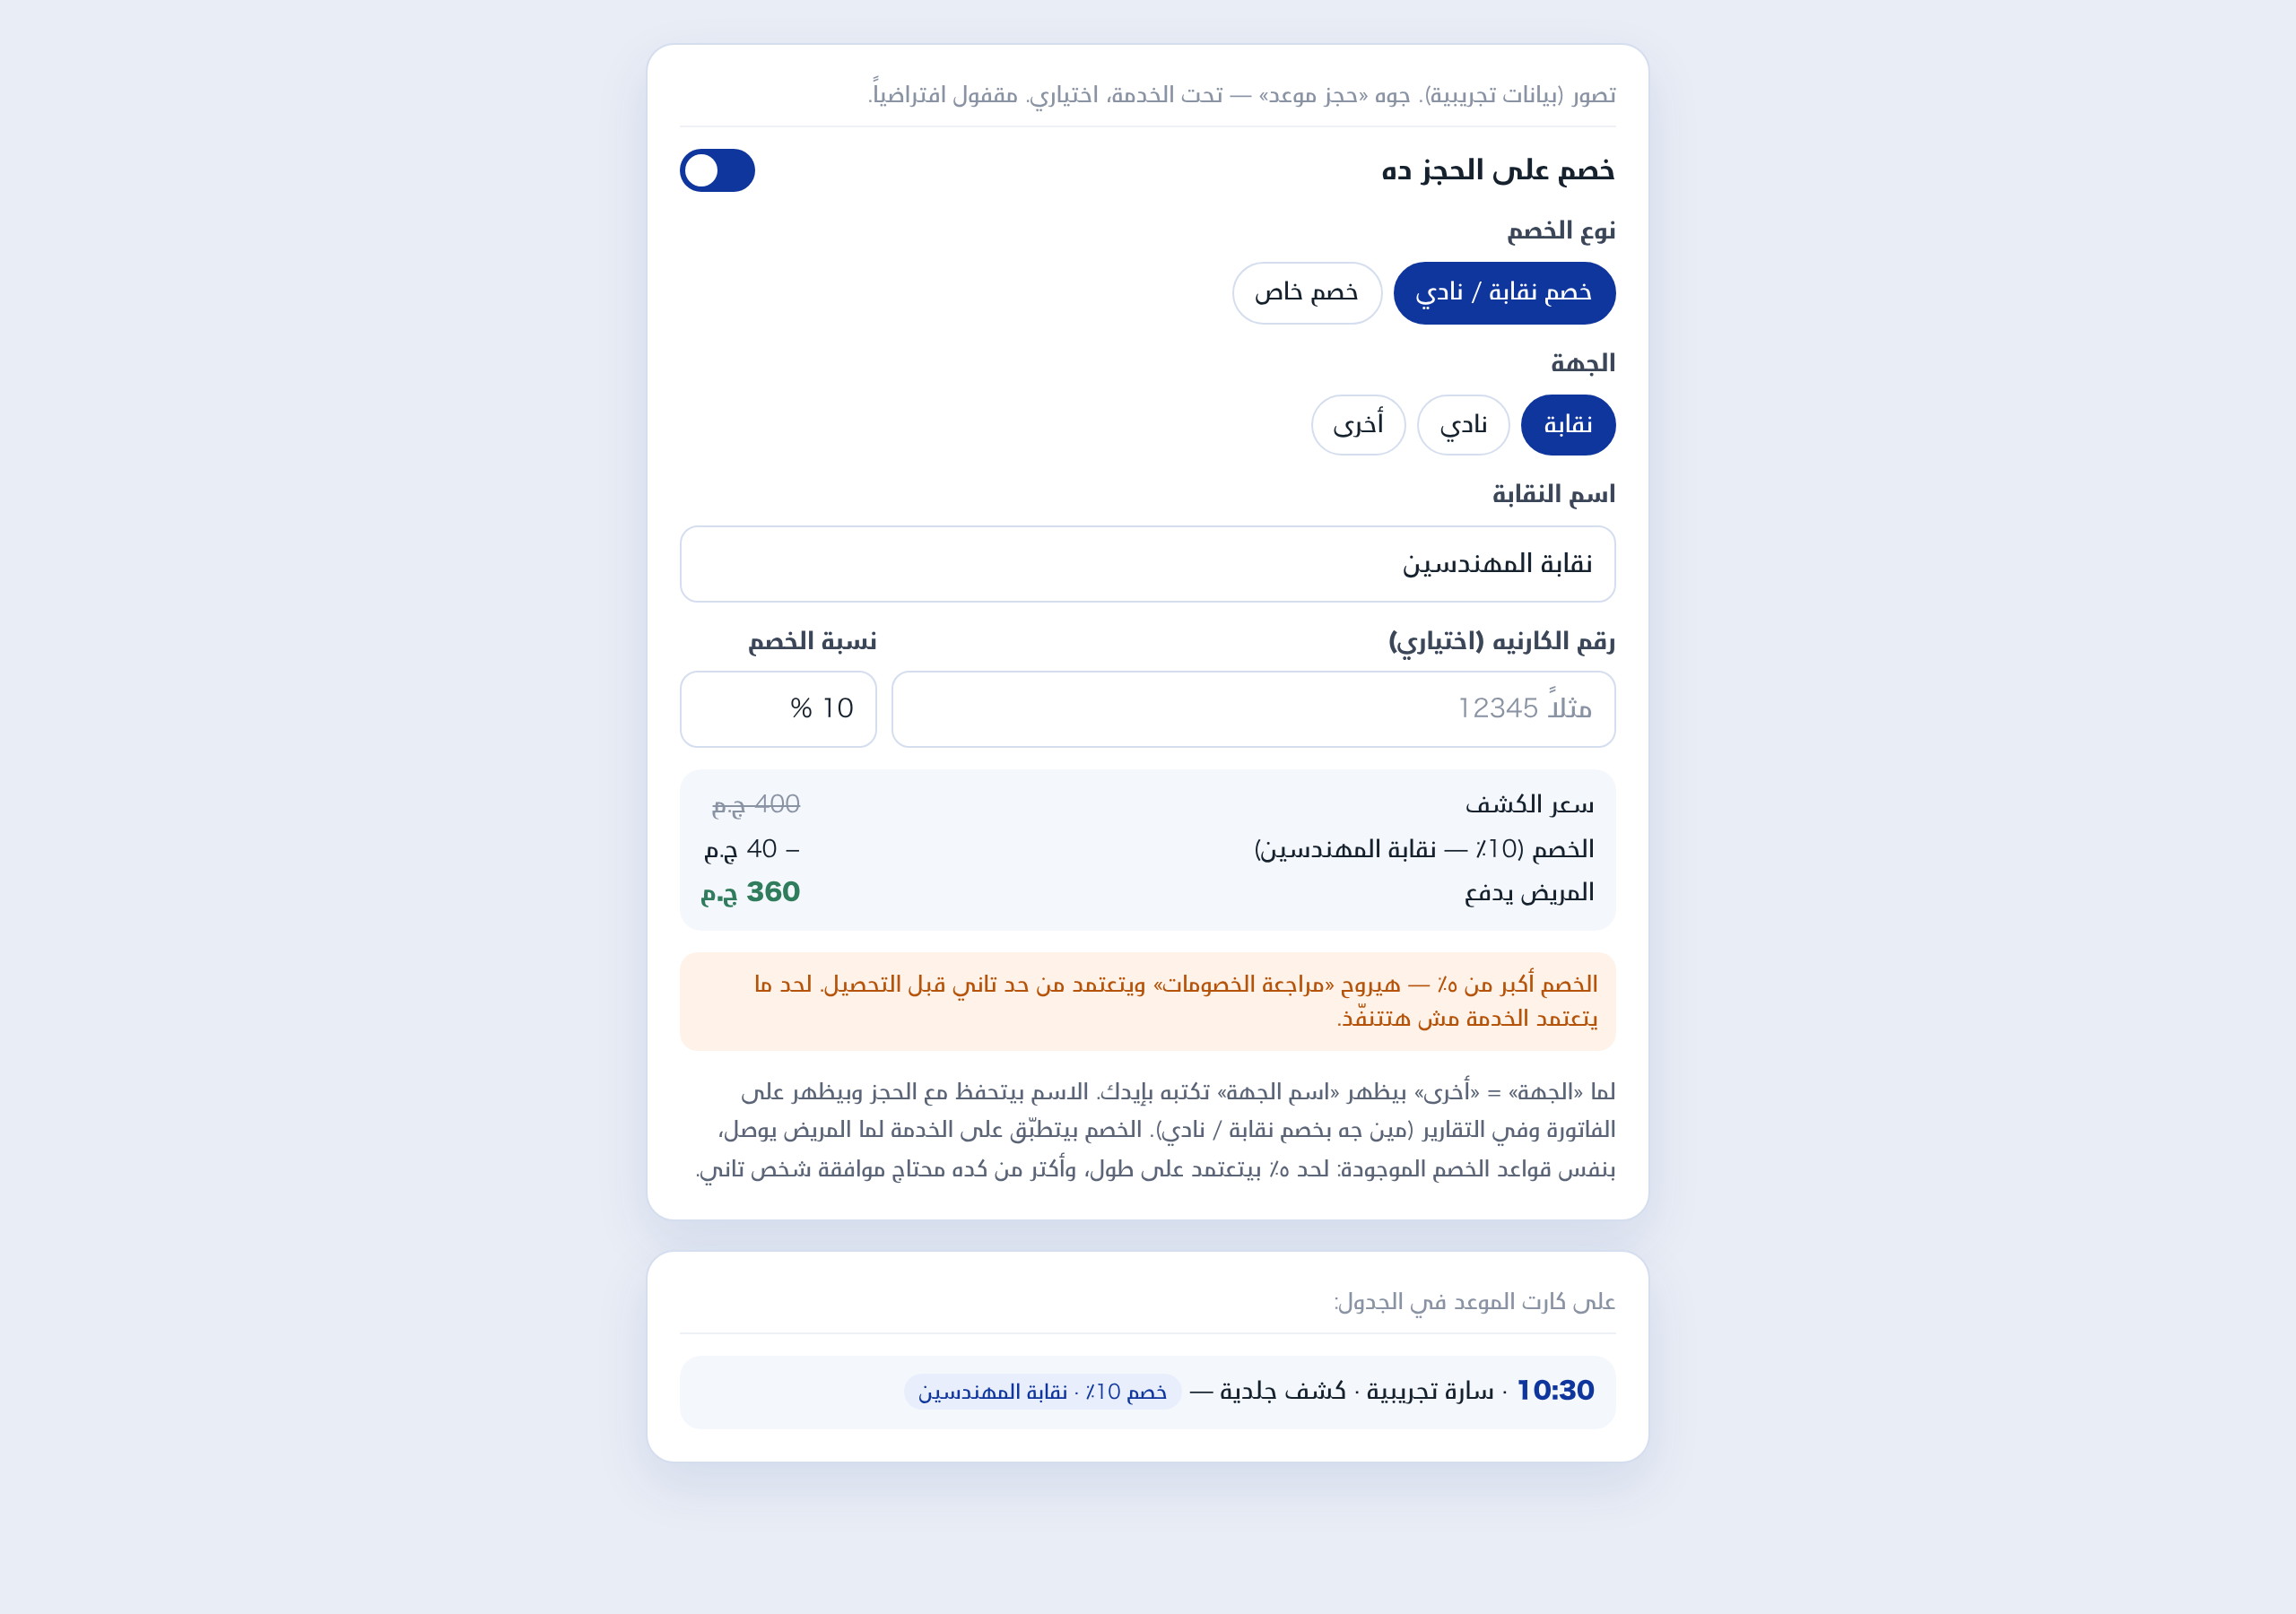 تصور (بيانات تجريبية). جوه «حجز موعد» — تحت الخدمة، اختياري. مقفول افتراضياً.
خصم على الحجز ده
نوع الخصم
خصم نقابة / نادي
خصم خاص
الجهة
نقابة
نادي
أخرى
اسم النقابة
نقابة المهندسين
رقم الكارنيه (اختياري)
نسبة الخصم
مثلاً 12345
10 %
سعر الكشف
400 ج.م
الخصم (10٪ — نقابة المهندسين)
– 40 ج.م
المريض يدفع
360 ج.م
الخصم أكبر من ٥٪ — هيروح «مراجعة الخصومات» ويتعتمد من حد تاني قبل التحصيل. لحد ما
يتعتمد الخدمة مش هتتنفّذ.
لما «الجهة» = «أخرى» بيظهر «اسم الجهة» تكتبه بإيدك. الاسم بيتحفظ مع الحجز وبيظهر على
الفاتورة وفي التقارير (مين جه بخصم نقابة / نادي). الخصم بيتطبّق على الخدمة لما المريض يوصل،
بنفس قواعد الخصم الموجودة: لحد ٥٪ بيتعتمد على طول، وأكتر من كده محتاج موافقة شخص تاني.
على كارت الموعد في الجدول:
10:30 · سارة تجريبية · كشف جلدية — خصم 10٪ · نقابة المهندسين